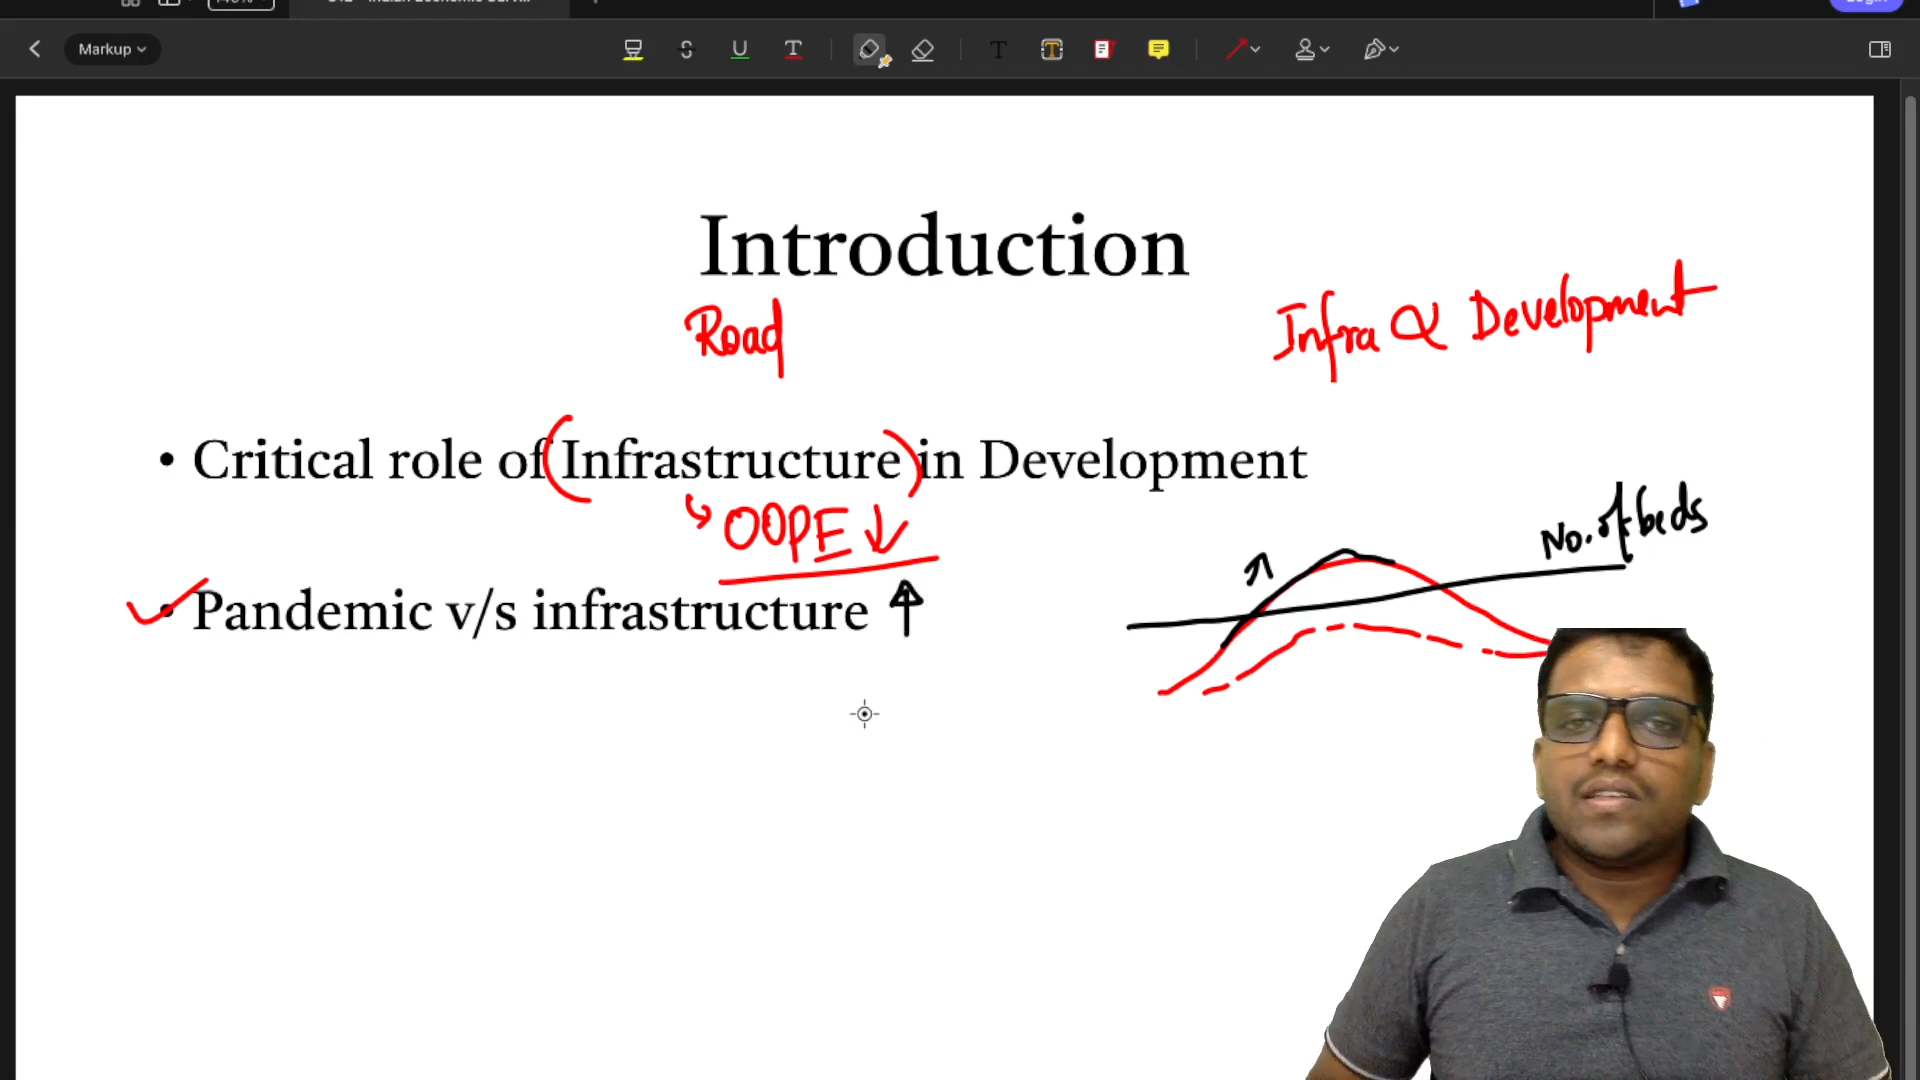 Markup
Introduction
Road
Infra & Development
• Critical role of (Infrastructure) in Development
OOPE ↓
No. of beds
• Pandemic v/s infrastructure ↑